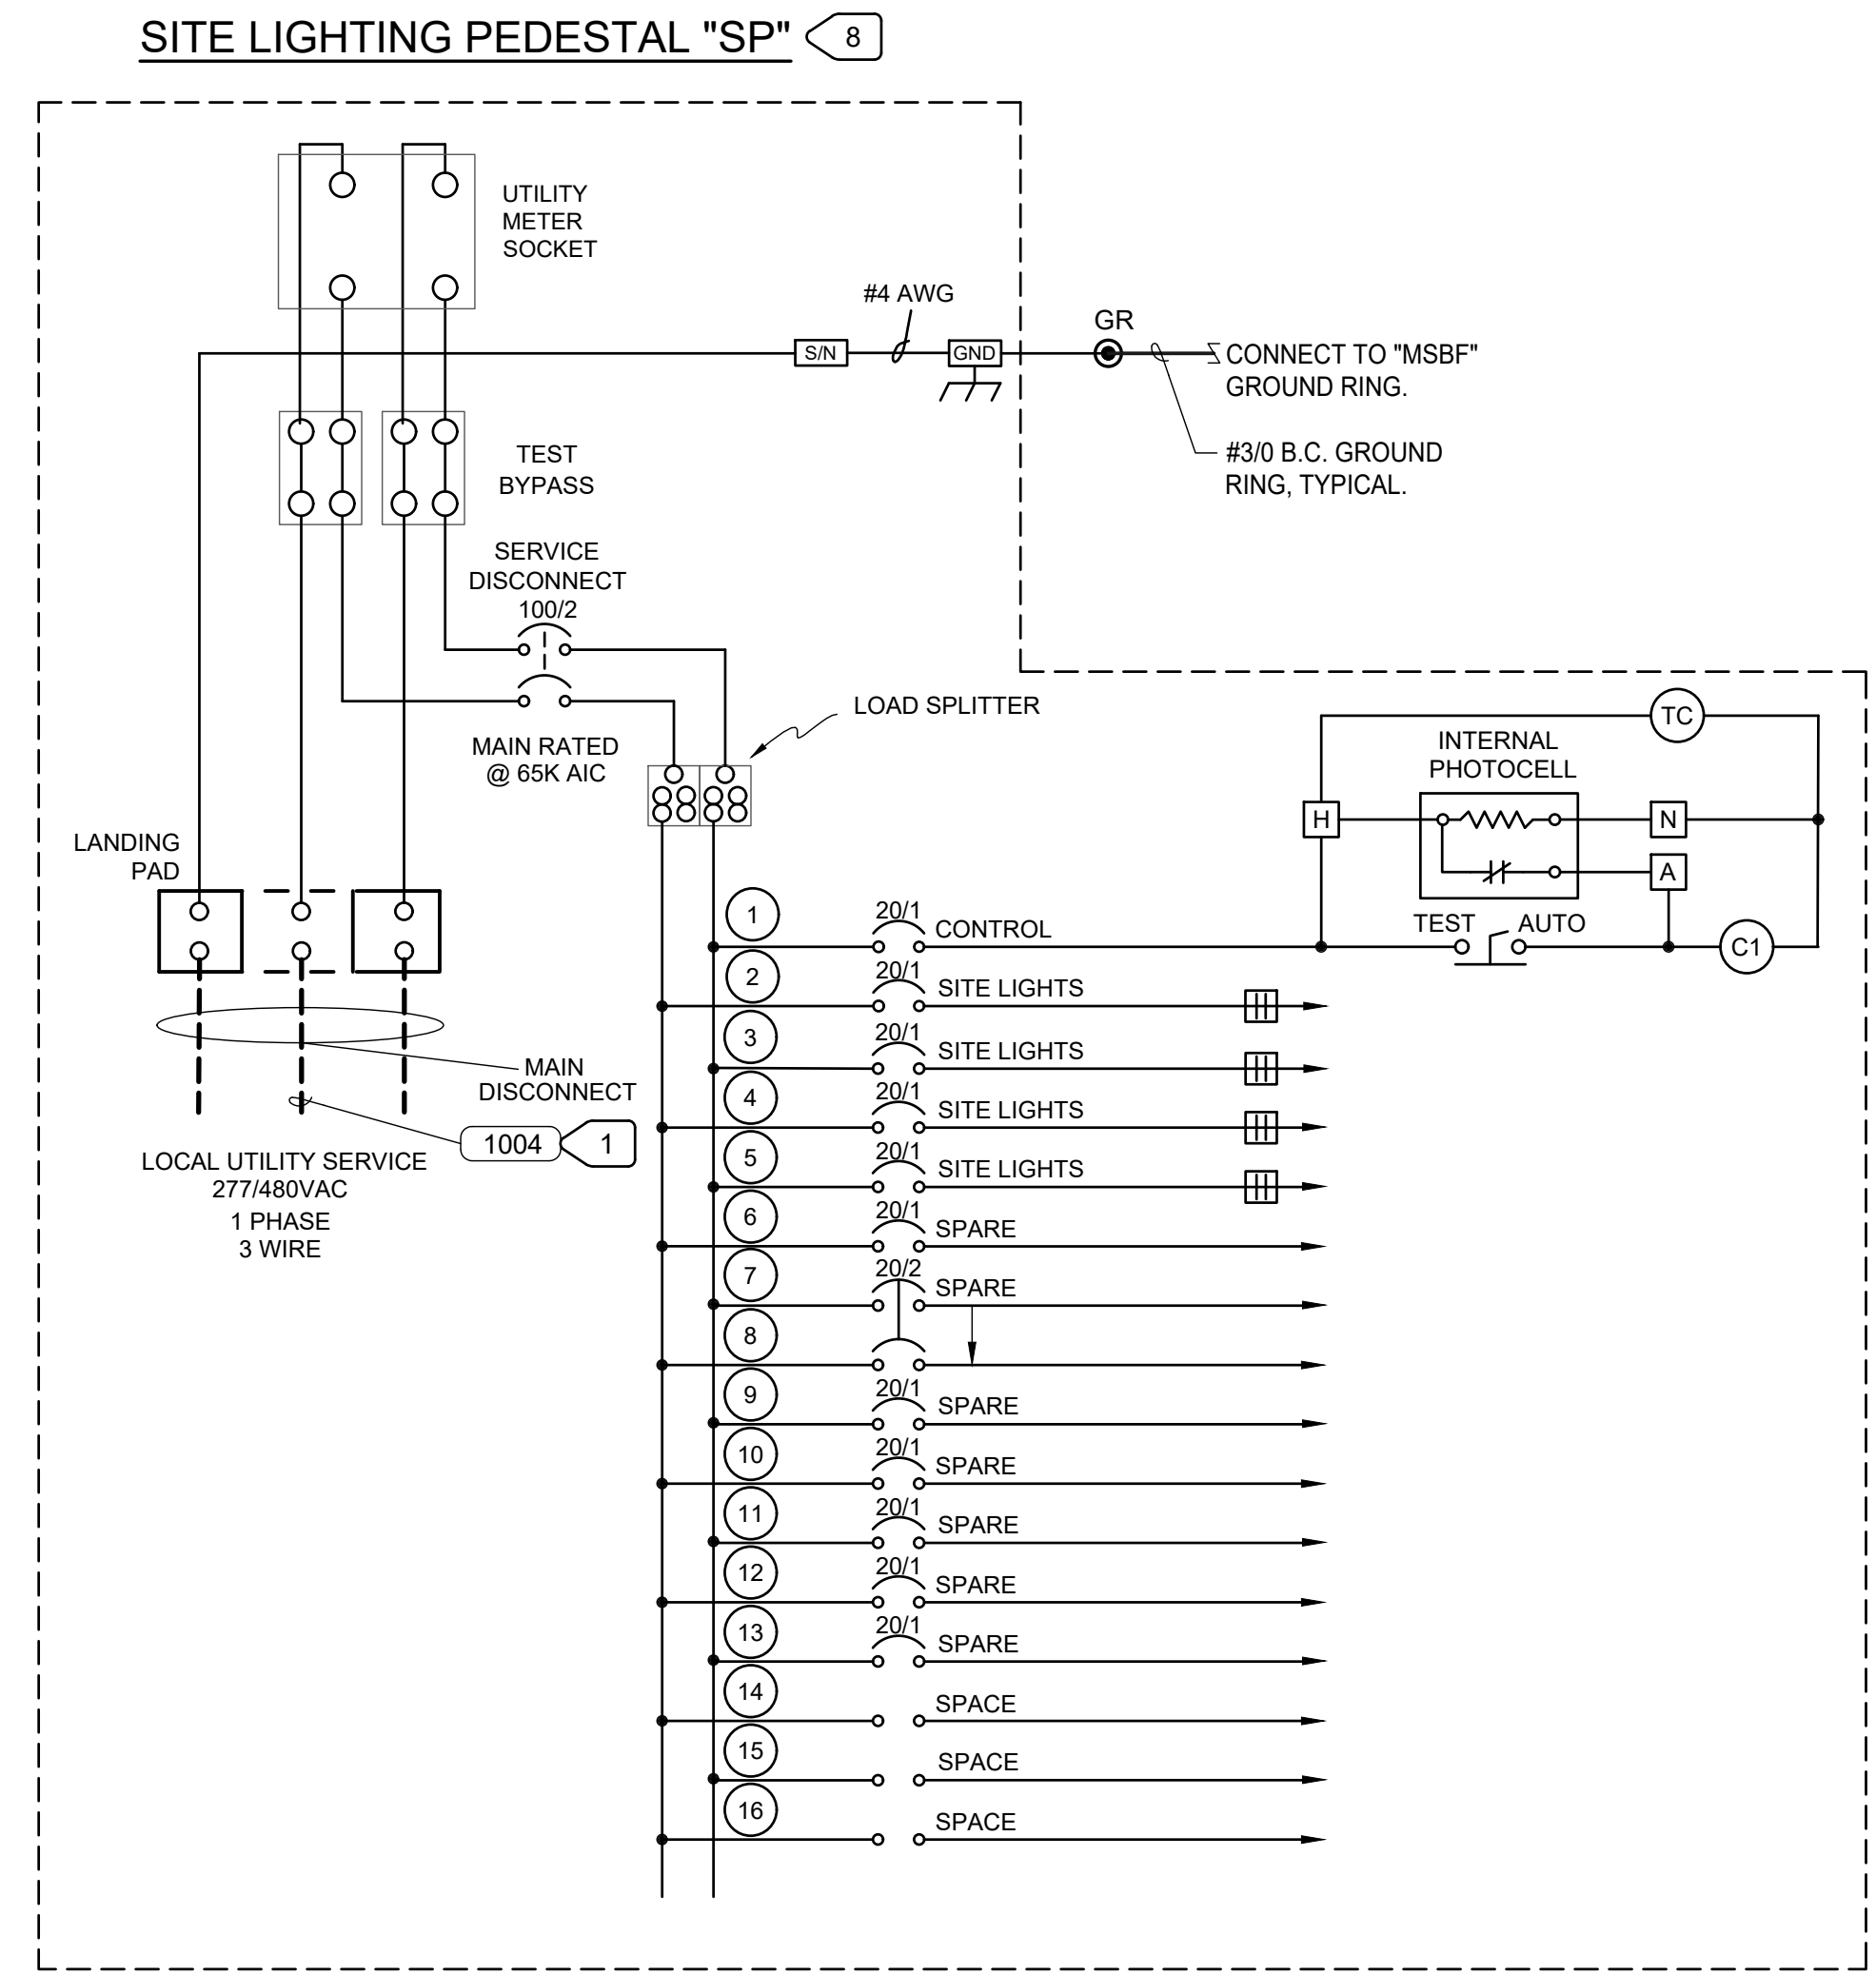 SITE LIGHTING PEDESTAL "SP"
8
UTILITY
METER
SOCKET
#4 AWG
S/N
GND
GR
CONNECT TO "MSBF"
GROUND RING.
#3/0 B.C. GROUND
RING, TYPICAL.
TEST
BYPASS
SERVICE
DISCONNECT
100/2
MAIN RATED
@ 65K AIC
LOAD SPLITTER
TC
INTERNAL
PHOTOCELL
H
N
A
TEST
AUTO
C1
LANDING
PAD
MAIN
DISCONNECT
1004
1
LOCAL UTILITY SERVICE
277/480VAC
1 PHASE
3 WIRE
1
20/1
CONTROL
2
20/1
SITE LIGHTS
3
20/1
SITE LIGHTS
4
20/1
SITE LIGHTS
5
20/1
SITE LIGHTS
6
20/1
SPARE
7
20/2
SPARE
8
9
20/1
SPARE
10
20/1
SPARE
11
20/1
SPARE
12
20/1
SPARE
13
20/1
SPARE
14
SPACE
15
SPACE
16
SPACE